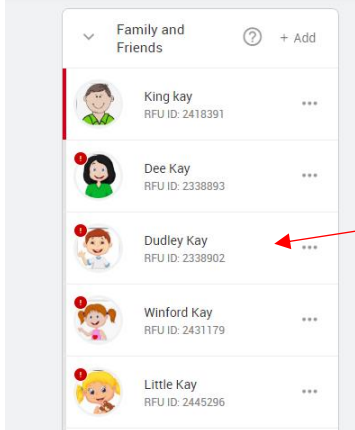 Family and
Friends
+ Add
King kay
RFU ID: 2418391
Dee Kay
RFU ID: 2338893
Dudley Kay
RFU ID: 2338902
Winford Kay
RFU ID: 2431179
Little Kay
RFU ID: 2445296